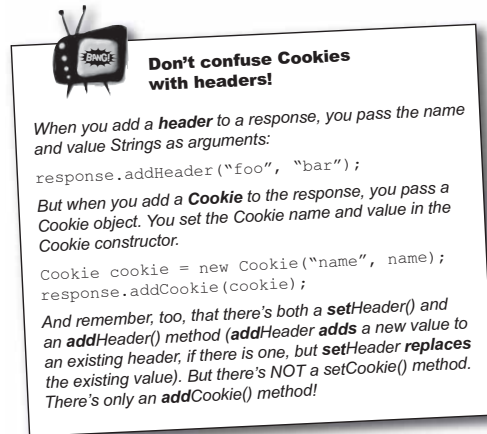 BANG!
Don't confuse Cookies
with headers!
When you add a header to a response, you pass the name
and value Strings as arguments:
response.addHeader(“foo”, “bar”);
But when you add a Cookie to the response, you pass a
Cookie object. You set the Cookie name and value in the
Cookie constructor.
Cookie cookie = new Cookie(“name”, name);
response.addCookie(cookie);
And remember, too, that there's both a setHeader() and
an addHeader() method (addHeader adds a new value to
an existing header, if there is one, but setHeader replaces
the existing value). But there's NOT a setCookie() method.
There's only an addCookie() method!